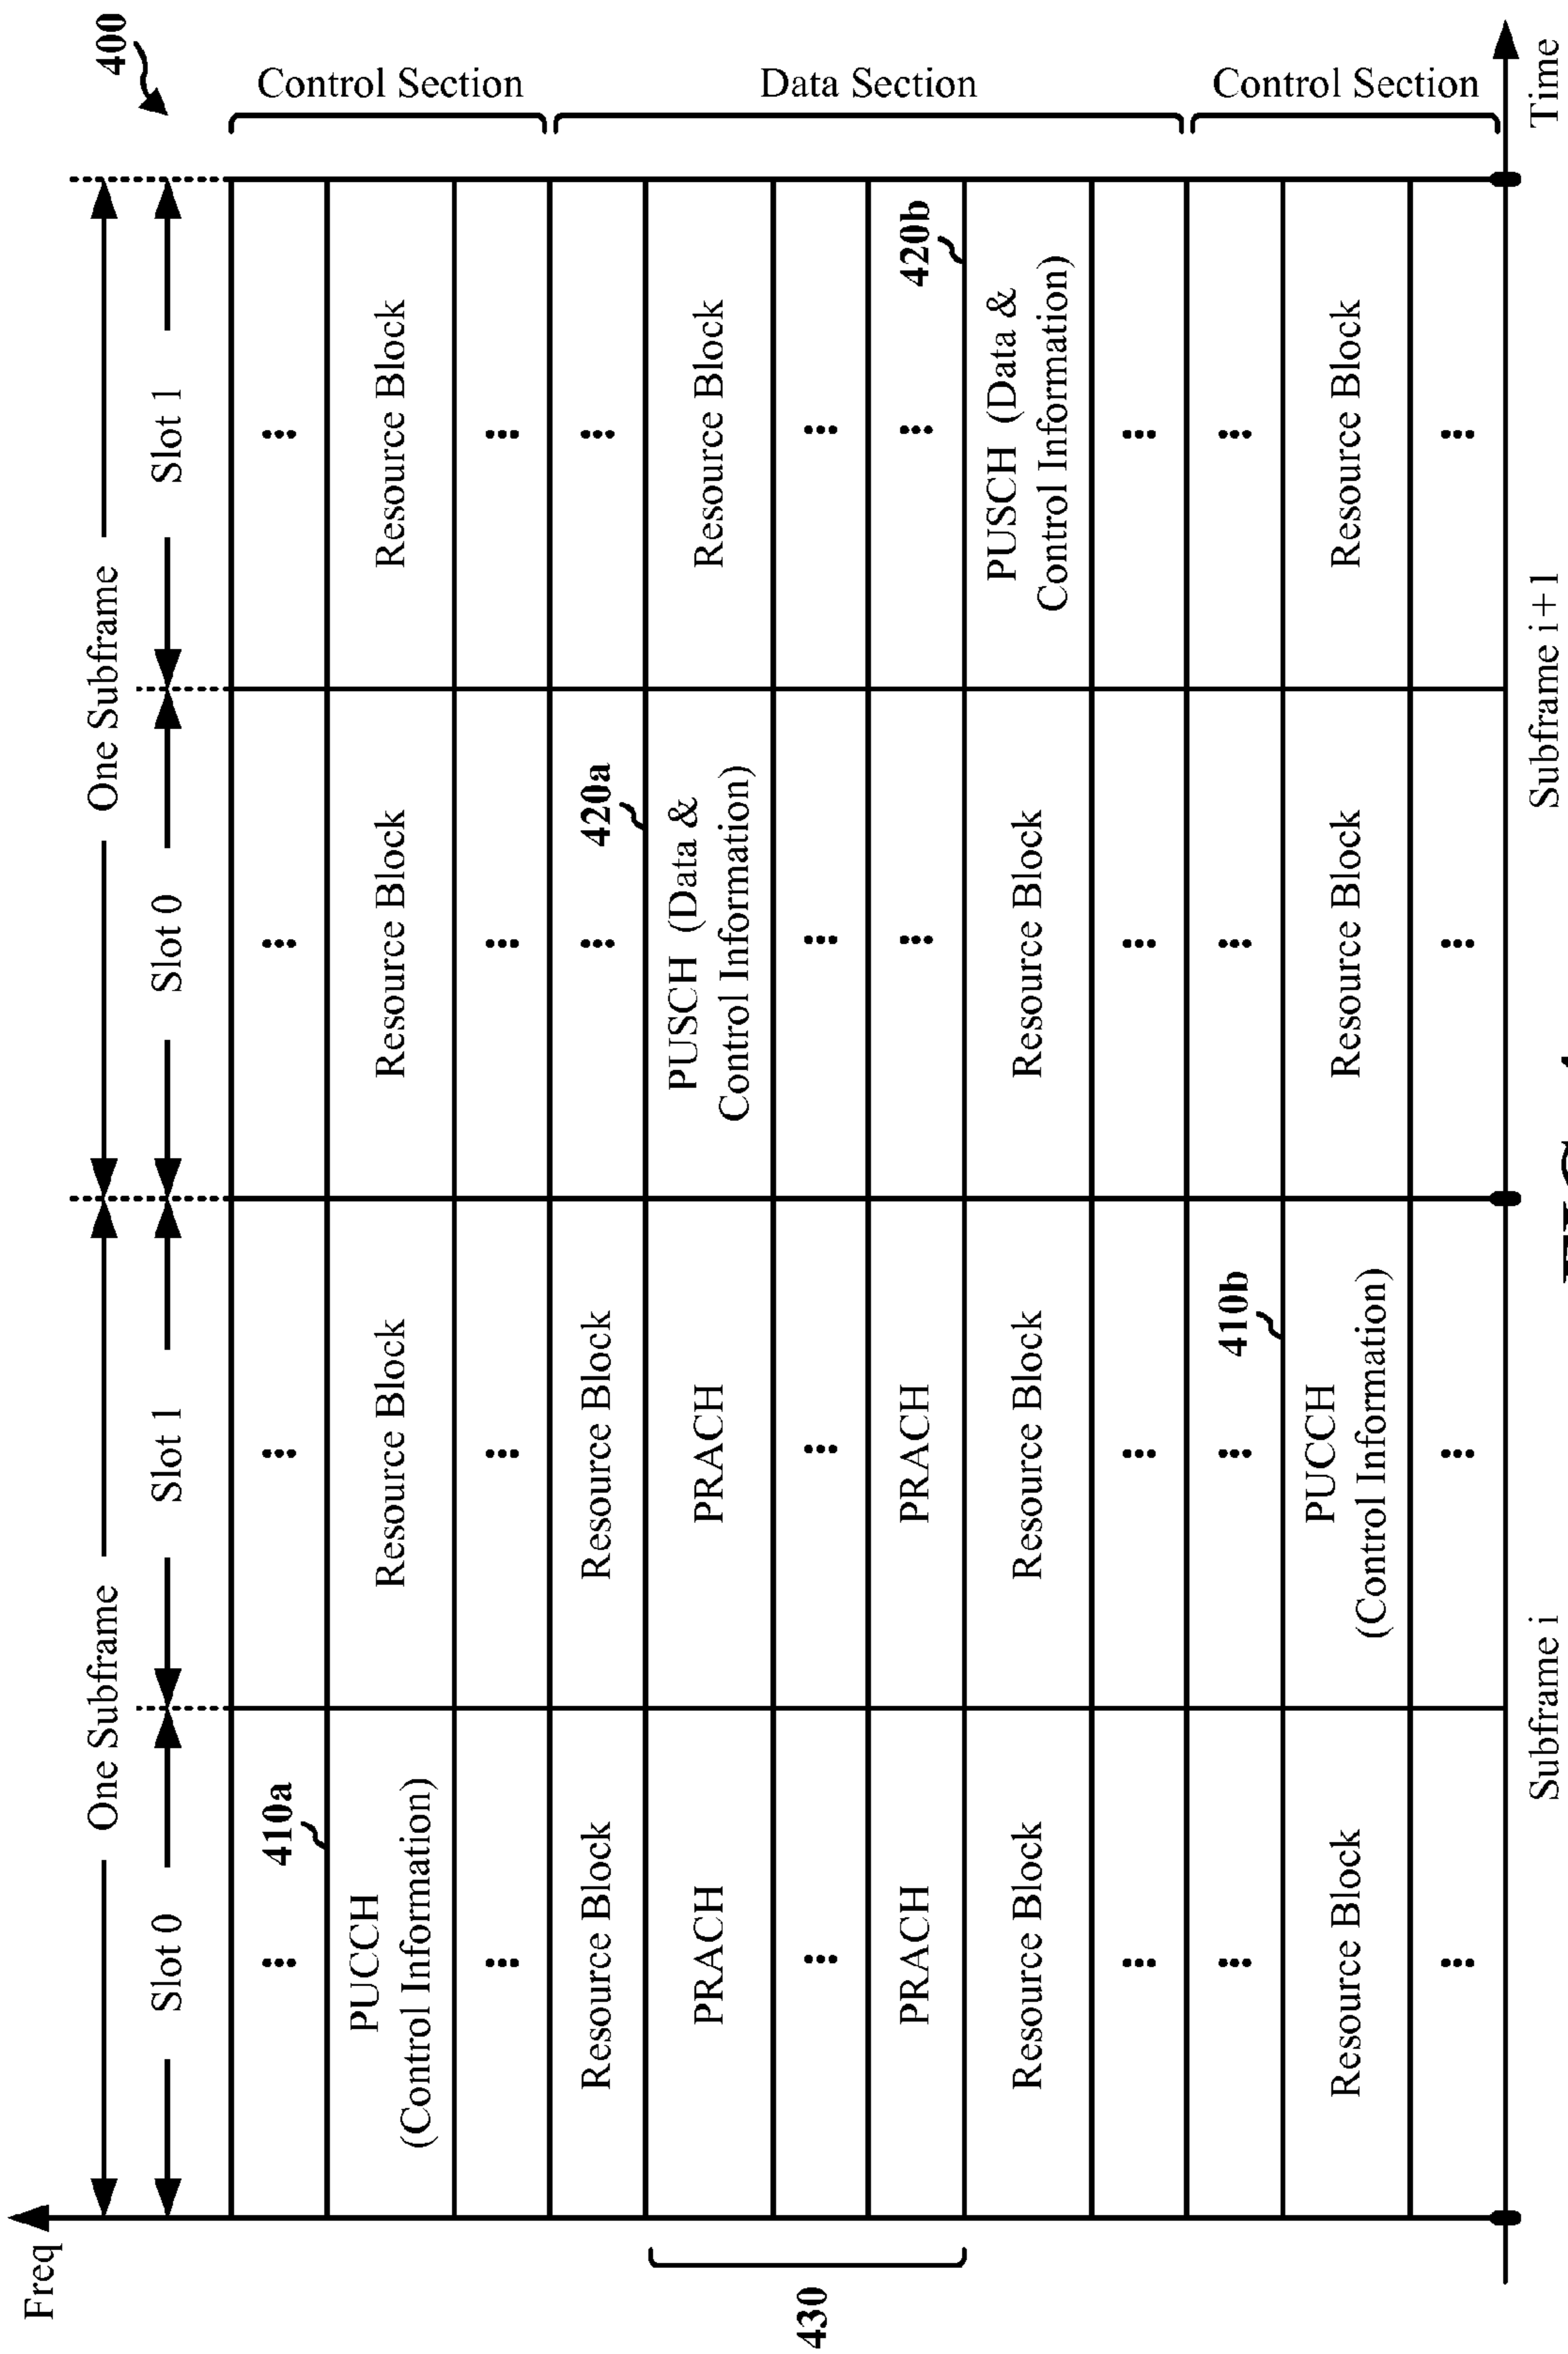 400
Freq
One Subframe
One Subframe
Slot 0
Slot 1
Slot 0
Slot 1
410a
PUCCH
(Control Information)
Resource Block
Resource Block
Resource Block
Control Section
Resource Block
Resource Block
420a
430
PRACH
PRACH
PUSCH (Data &
Control Information)
Resource Block
Data Section
PRACH
PRACH
420b
Resource Block
Resource Block
Resource Block
PUSCH (Data &
Control Information)
410b
Resource Block
PUCCH
(Control Information)
Resource Block
Resource Block
Control Section
Subframe i
Subframe i+1
Time